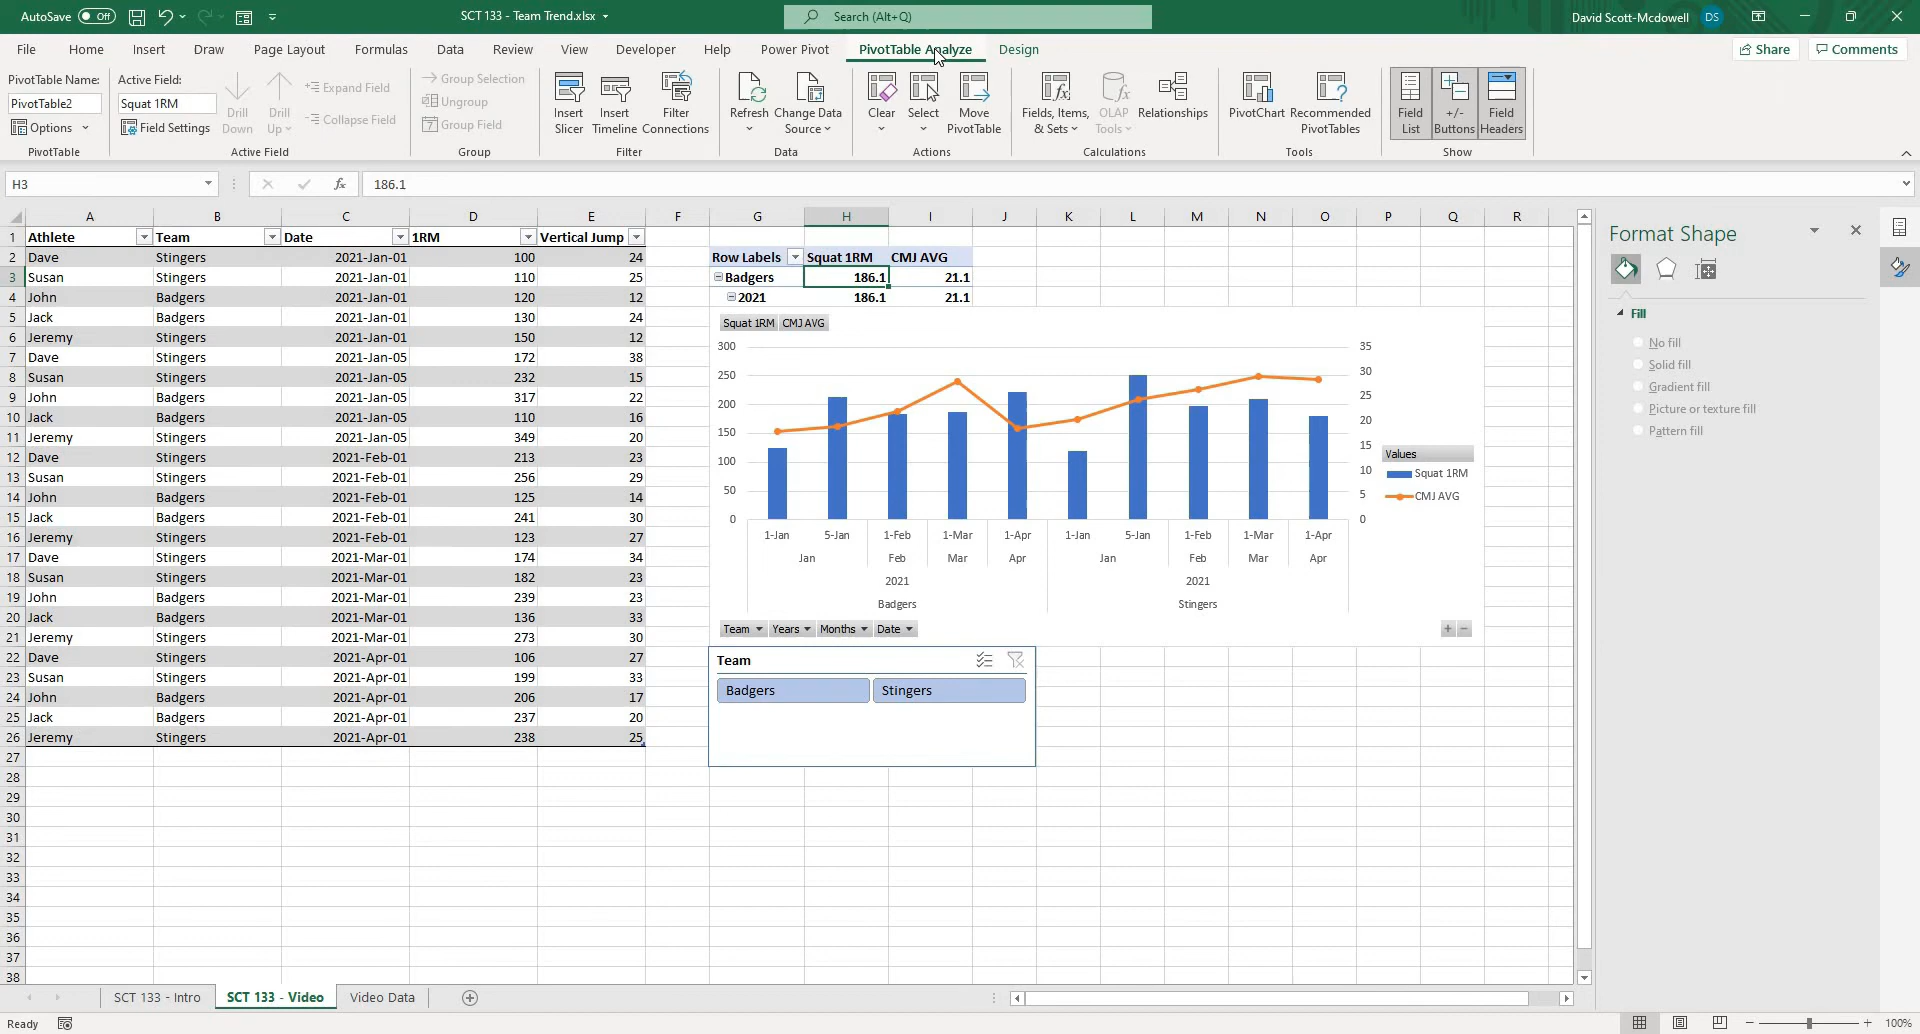 AutoSave Off SCT 133 - Team Trend.xlsx Search (Alt+Q) David Scott-Mcdowell DS
File Home Insert Draw Page Layout Formulas Data Review View Developer Help Power Pivot PivotTable Analyze Design Share Comments
PivotTable Name:
PivotTable2
Options
PivotTable
Active Field:
Squat 1RM
Field Settings
Drill Down
Drill Up
Expand Field
Collapse Field
Active Field
Group Selection
Ungroup
Group Field
Group
Insert Slicer
Insert Timeline
Filter Connections
Filter
Refresh
Change Data Source
Data
Clear
Select
Move PivotTable
Actions
Fields, Items, & Sets
OLAP Tools
Relationships
Calculations
PivotChart
Recommended PivotTables
Tools
Field List
+/- Buttons
Field Headers
Show
H3 fx 186.1
A B C D E F G H I J K L M N O P Q R
1 Athlete Team Date 1RM Vertical Jump
2 Dave Stingers 2021-Jan-01 100 24
3 Susan Stingers 2021-Jan-01 110 25
4 John Badgers 2021-Jan-01 120 12
5 Jack Badgers 2021-Jan-01 130 24
6 Jeremy Stingers 2021-Jan-01 150 12
7 Dave Stingers 2021-Jan-05 172 38
8 Susan Stingers 2021-Jan-05 232 15
9 John Badgers 2021-Jan-05 317 22
10 Jack Badgers 2021-Jan-05 110 16
11 Jeremy Stingers 2021-Jan-05 349 20
12 Dave Stingers 2021-Feb-01 213 23
13 Susan Stingers 2021-Feb-01 256 29
14 John Badgers 2021-Feb-01 125 14
15 Jack Badgers 2021-Feb-01 241 30
16 Jeremy Stingers 2021-Feb-01 123 27
17 Dave Stingers 2021-Mar-01 174 34
18 Susan Stingers 2021-Mar-01 182 23
19 John Badgers 2021-Mar-01 239 23
20 Jack Badgers 2021-Mar-01 136 33
21 Jeremy Stingers 2021-Mar-01 273 30
22 Dave Stingers 2021-Apr-01 106 27
23 Susan Stingers 2021-Apr-01 199 33
24 John Badgers 2021-Apr-01 206 17
25 Jack Badgers 2021-Apr-01 237 20
26 Jeremy Stingers 2021-Apr-01 238 25
27
28
29
30
31
32
33
34
35
36
37
38
Row Labels Squat 1RM CMJ AVG
Badgers 186.1 21.1
2021 186.1 21.1
Squat 1RM CMJ AVG
300 35
250 30
200 25
150 20
100 15
50 10
0 5
0
Values
Squat 1RM
CMJ AVG
1-Jan 5-Jan 1-Feb 1-Mar 1-Apr 1-Jan 5-Jan 1-Feb 1-Mar 1-Apr
Jan Feb Mar Apr Jan Feb Mar Apr
2021 2021
Badgers Stingers
Team Years Months Date + −
Team
Badgers Stingers
Format Shape
Fill
No fill
Solid fill
Gradient fill
Picture or texture fill
Pattern fill
SCT 133 - Intro SCT 133 - Video Video Data
Ready 100%